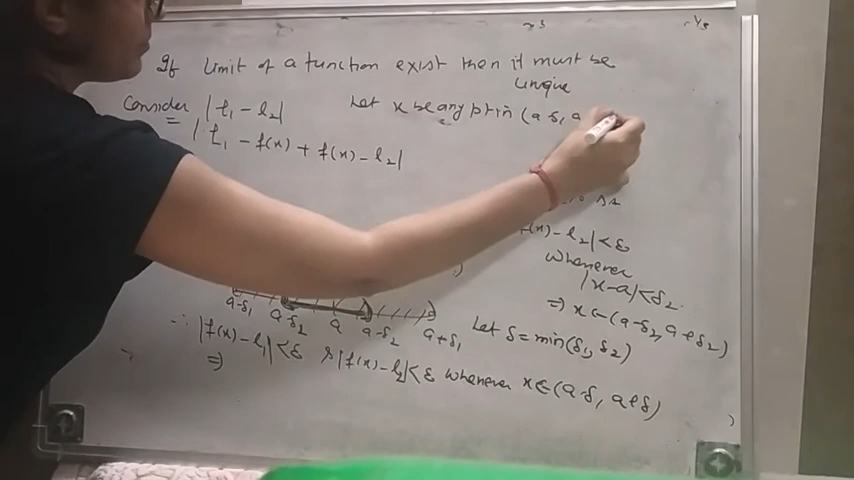 If Limit of a function exist then it must be
unique
Consider |l₁ - l₂|
= | l₁ - f(x) + f(x) - l₂|
Let x be any pt in (a-δ, a
f(x) - l₂| < ε
whenever
|x-a| < δ₂.
⇒ x ∈ (a-δ₂, a+δ₂)
a-δ₁ a-δ₂ a a-δ₂ a+δ₁
Let δ = min(δ₁, δ₂)
∴ |f(x) - l₁| < ε & |f(x) - l₂| < ε whenever x ∈ (a-δ, a+δ)
⇒